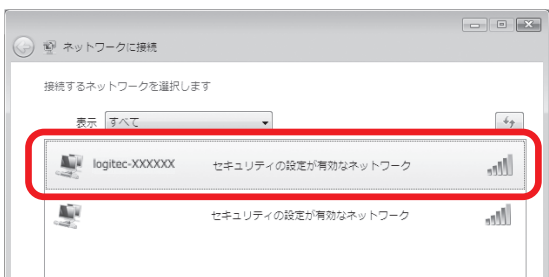 ネットワークに接続
接続するネットワークを選択します
表示 すべて
logitec-XXXXXX セキュリティの設定が有効なネットワーク
セキュリティの設定が有効なネットワーク